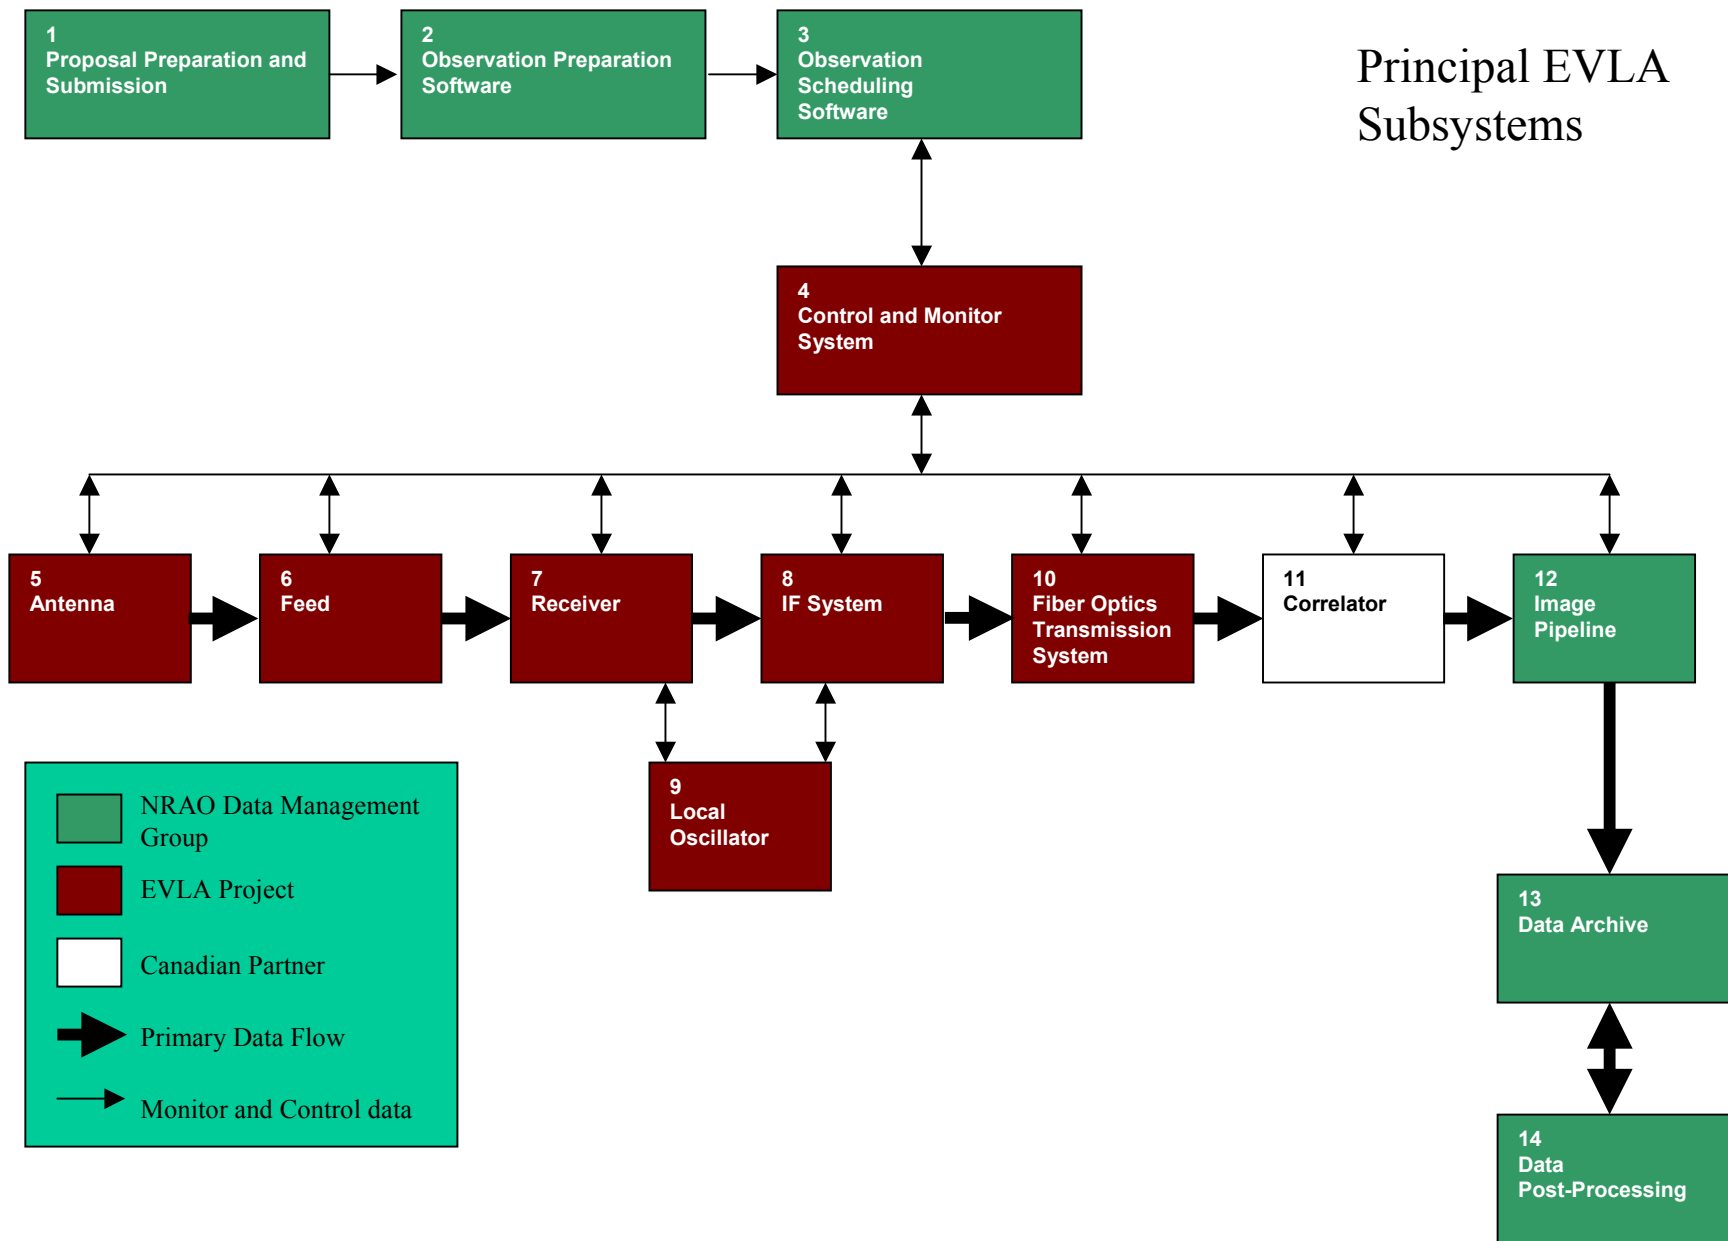 Principal EVLA
Subsystems
1
Proposal Preparation and
Submission
2
Observation Preparation
Software
3
Observation
Scheduling
Software
4
Control and Monitor
System
5
Antenna
6
Feed
7
Receiver
8
IF System
10
Fiber Optics
Transmission
System
11
Correlator
12
Image
Pipeline
9
Local
Oscillator
13
Data Archive
14
Data
Post-Processing
NRAO Data Management
Group
EVLA Project
Canadian Partner
Primary Data Flow
Monitor and Control data